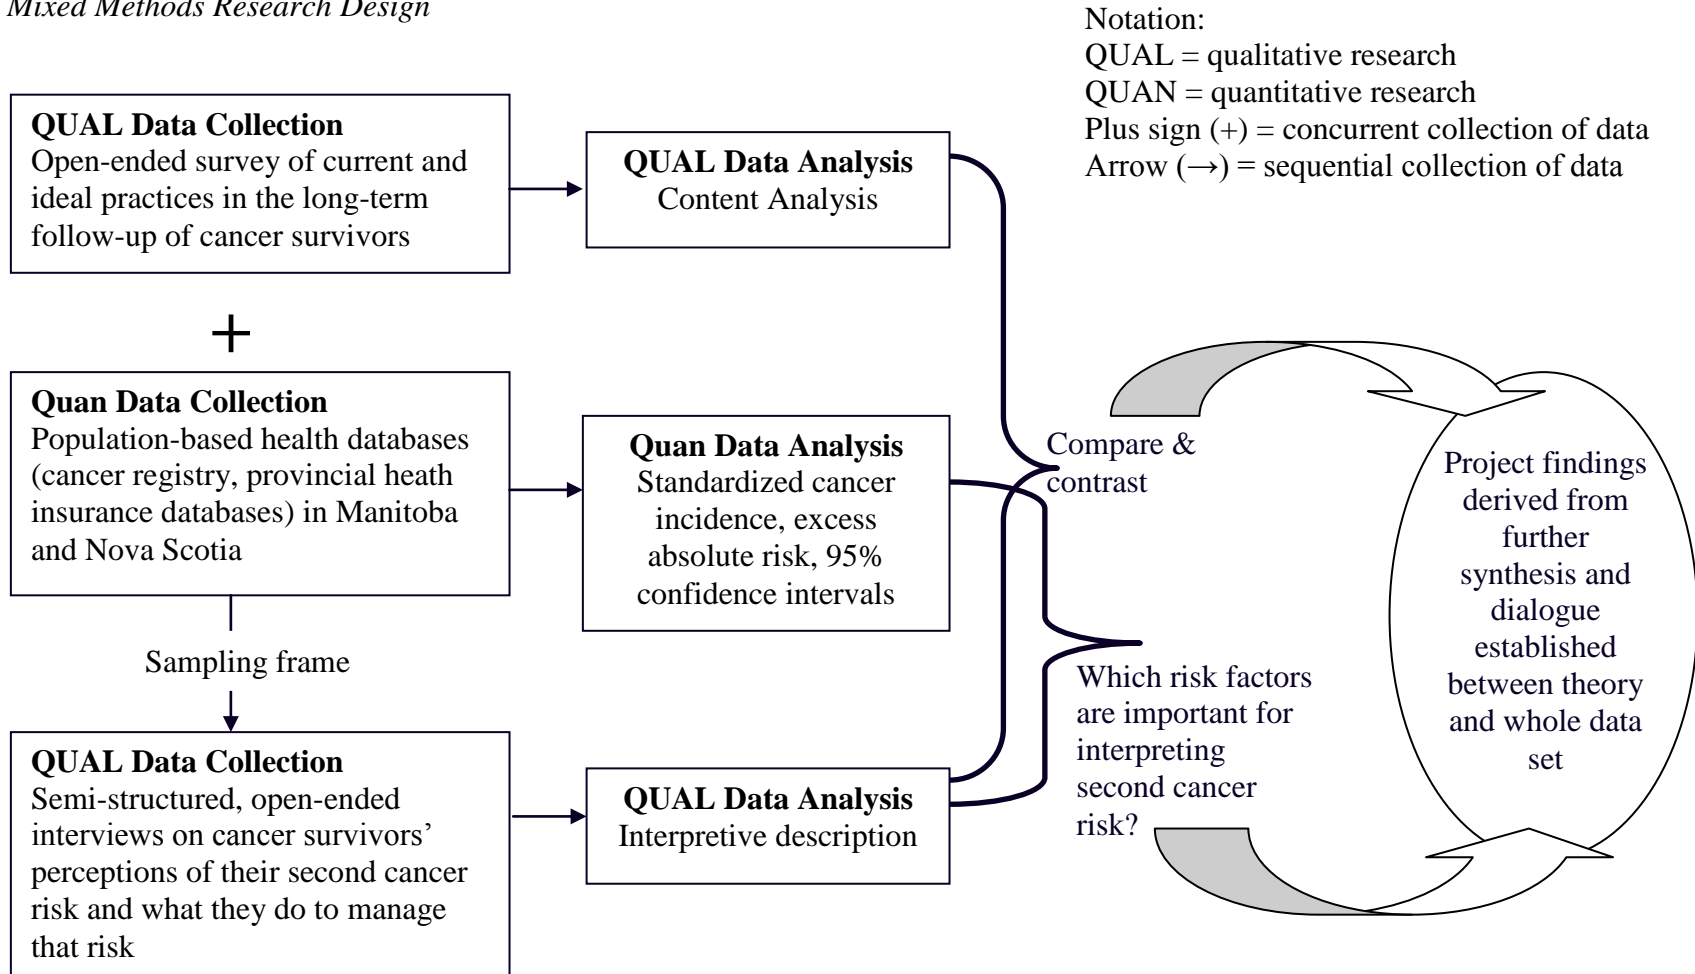 Mixed Methods Research Design
Notation:
QUAL = qualitative research
QUAN = quantitative research
Plus sign (+) = concurrent collection of data
Arrow (→) = sequential collection of data
QUAL Data Collection
Open-ended survey of current and
ideal practices in the long-term
follow-up of cancer survivors
QUAL Data Analysis
Content Analysis
+
Quan Data Collection
Population-based health databases
(cancer registry, provincial heath
insurance databases) in Manitoba
and Nova Scotia
Quan Data Analysis
Standardized cancer
incidence, excess
absolute risk, 95%
confidence intervals
Sampling frame
QUAL Data Collection
Semi-structured, open-ended
interviews on cancer survivors’
perceptions of their second cancer
risk and what they do to manage
that risk
QUAL Data Analysis
Interpretive description
Compare &
contrast
Which risk factors
are important for
interpreting
second cancer
risk?
Project findings
derived from
further
synthesis and
dialogue
established
between theory
and whole data
set